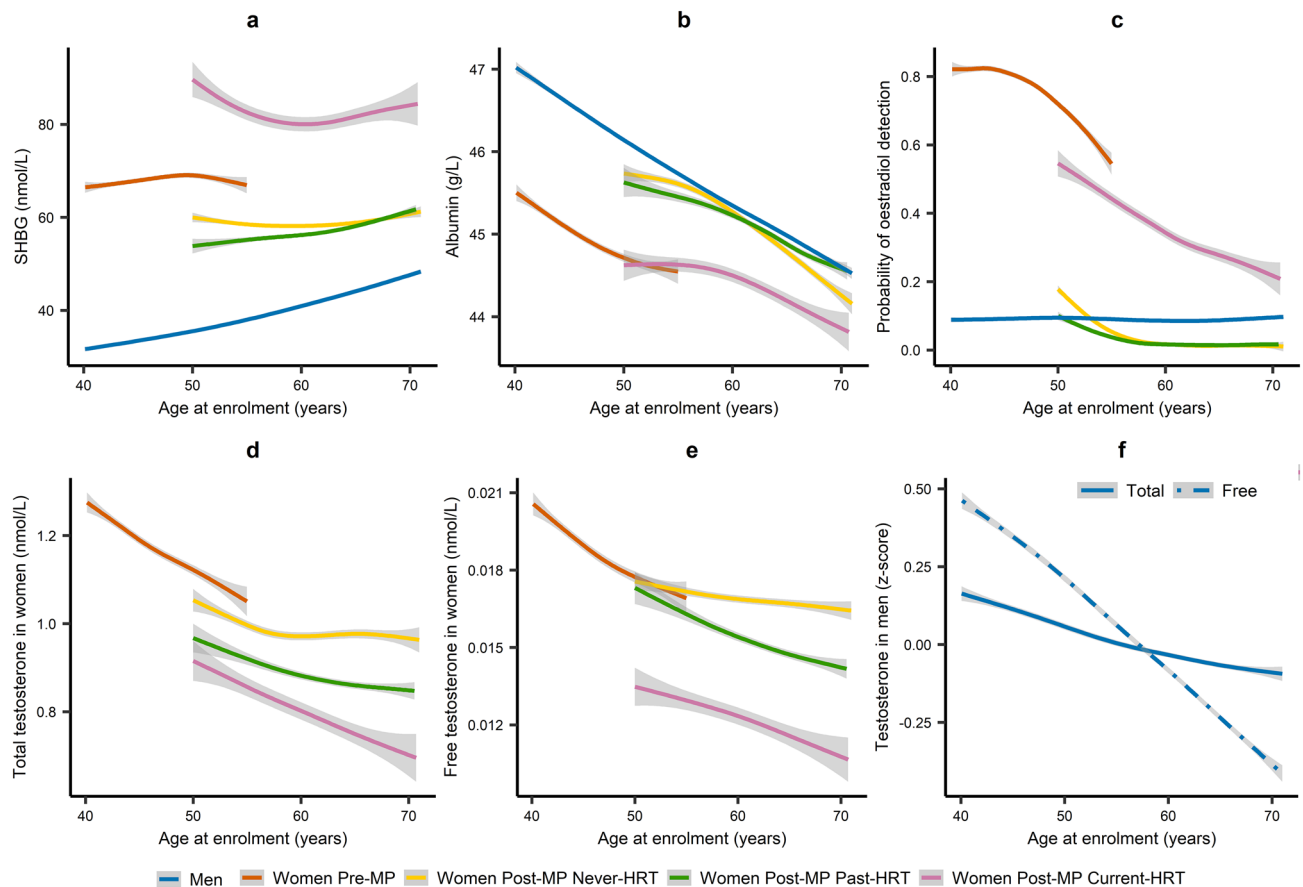 a
b
c
SHBG (nmol/L)
80
60
40
40
50
60
70
Age at enrolment (years)
Albumin (g/L)
47
46
45
44
40
50
60
70
Age at enrolment (years)
Probability of oestradiol detection
0.8
0.6
0.4
0.2
0.0
40
50
60
70
Age at enrolment (years)
d
e
f
Total testosterone in women (nmol/L)
1.2
1.0
0.8
40
50
60
70
Age at enrolment (years)
Free testosterone in women (nmol/L)
0.021
0.018
0.015
0.012
40
50
60
70
Age at enrolment (years)
Testosterone in men (z-score)
0.50
0.25
0.00
-0.25
Total Free
40
50
60
70
Age at enrolment (years)
Men Women Pre-MP Women Post-MP Never-HRT Women Post-MP Past-HRT Women Post-MP Current-HRT